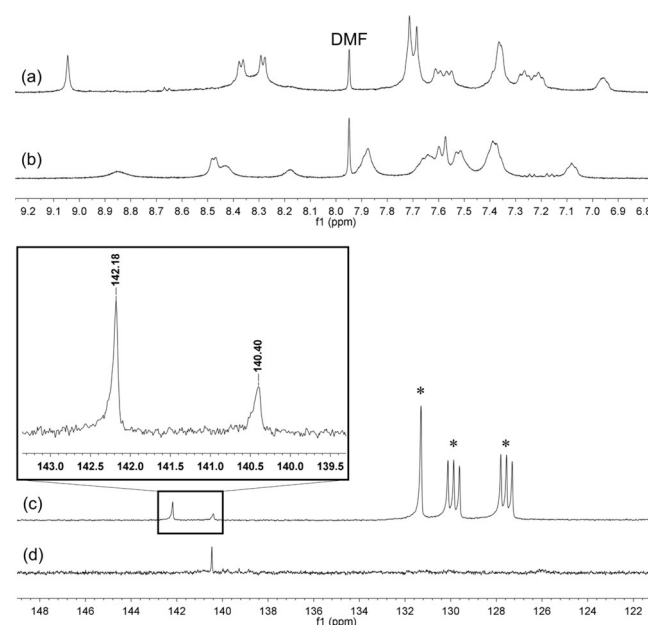 DMF
(a)
(b)
9.2 9.1 9.0 8.9 8.8 8.7 8.6 8.5 8.4 8.3 8.2 8.1 8.0 7.9 7.8 7.7 7.6 7.5 7.4 7.3 7.2 7.1 7.0 6.9 6.8
f1 (ppm)
142.18
140.40
143.0 142.5 142.0 141.5 141.0 140.5 140.0 139.5
* * *
(c)
(d)
148 146 144 142 140 138 136 134 132 130 128 126 124 122
f1 (ppm)